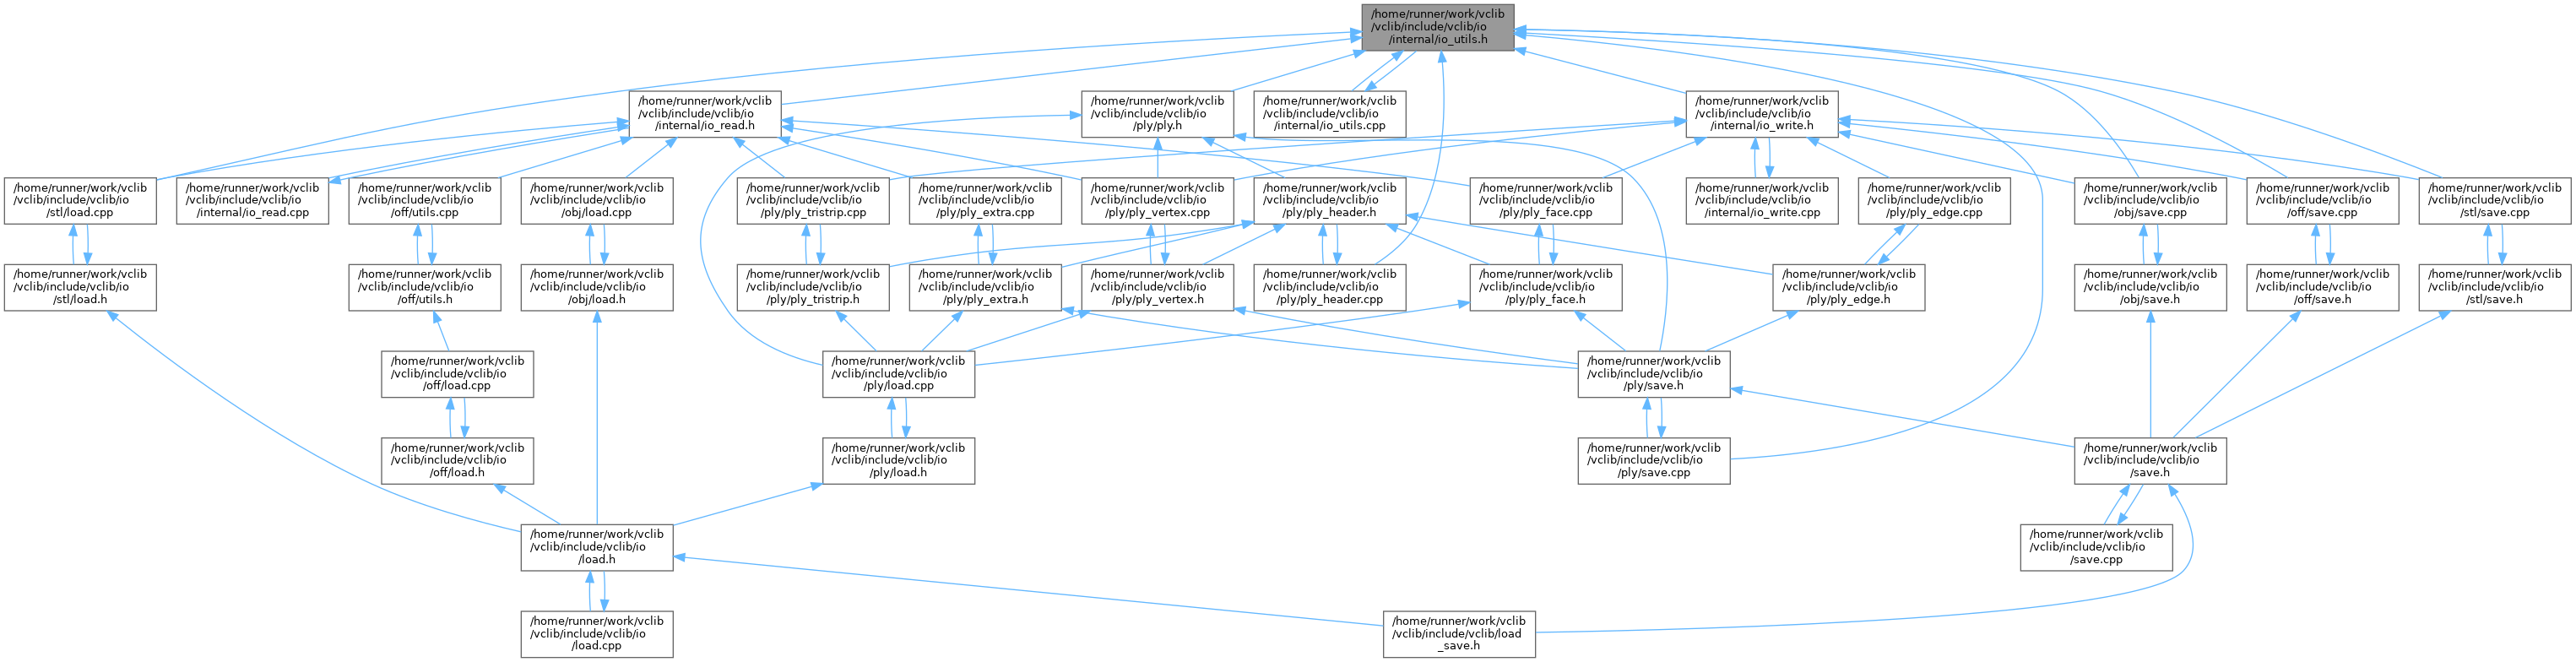 /home/runner/work/vclib
/vclib/include/vclib/io
/internal/io_utils.h
/home/runner/work/vclib
/vclib/include/vclib/io
/internal/io_read.h
/home/runner/work/vclib
/vclib/include/vclib/io
/ply/ply.h
/home/runner/work/vclib
/vclib/include/vclib/io
/internal/io_utils.cpp
/home/runner/work/vclib
/vclib/include/vclib/io
/internal/io_write.h
/home/runner/work/vclib
/vclib/include/vclib/io
/stl/load.cpp
/home/runner/work/vclib
/vclib/include/vclib/io
/internal/io_read.cpp
/home/runner/work/vclib
/vclib/include/vclib/io
/off/utils.cpp
/home/runner/work/vclib
/vclib/include/vclib/io
/obj/load.cpp
/home/runner/work/vclib
/vclib/include/vclib/io
/ply/ply_tristrip.cpp
/home/runner/work/vclib
/vclib/include/vclib/io
/ply/ply_extra.cpp
/home/runner/work/vclib
/vclib/include/vclib/io
/ply/ply_vertex.cpp
/home/runner/work/vclib
/vclib/include/vclib/io
/ply/ply_header.h
/home/runner/work/vclib
/vclib/include/vclib/io
/ply/ply_face.cpp
/home/runner/work/vclib
/vclib/include/vclib/io
/internal/io_write.cpp
/home/runner/work/vclib
/vclib/include/vclib/io
/ply/ply_edge.cpp
/home/runner/work/vclib
/vclib/include/vclib/io
/obj/save.cpp
/home/runner/work/vclib
/vclib/include/vclib/io
/off/save.cpp
/home/runner/work/vclib
/vclib/include/vclib/io
/stl/save.cpp
/home/runner/work/vclib
/vclib/include/vclib/io
/stl/load.h
/home/runner/work/vclib
/vclib/include/vclib/io
/off/utils.h
/home/runner/work/vclib
/vclib/include/vclib/io
/obj/load.h
/home/runner/work/vclib
/vclib/include/vclib/io
/ply/ply_tristrip.h
/home/runner/work/vclib
/vclib/include/vclib/io
/ply/ply_extra.h
/home/runner/work/vclib
/vclib/include/vclib/io
/ply/ply_vertex.h
/home/runner/work/vclib
/vclib/include/vclib/io
/ply/ply_header.cpp
/home/runner/work/vclib
/vclib/include/vclib/io
/ply/ply_face.h
/home/runner/work/vclib
/vclib/include/vclib/io
/ply/ply_edge.h
/home/runner/work/vclib
/vclib/include/vclib/io
/obj/save.h
/home/runner/work/vclib
/vclib/include/vclib/io
/off/save.h
/home/runner/work/vclib
/vclib/include/vclib/io
/stl/save.h
/home/runner/work/vclib
/vclib/include/vclib/io
/off/load.cpp
/home/runner/work/vclib
/vclib/include/vclib/io
/ply/load.cpp
/home/runner/work/vclib
/vclib/include/vclib/io
/ply/save.h
/home/runner/work/vclib
/vclib/include/vclib/io
/off/load.h
/home/runner/work/vclib
/vclib/include/vclib/io
/ply/load.h
/home/runner/work/vclib
/vclib/include/vclib/io
/ply/save.cpp
/home/runner/work/vclib
/vclib/include/vclib/io
/save.h
/home/runner/work/vclib
/vclib/include/vclib/io
/load.h
/home/runner/work/vclib
/vclib/include/vclib/io
/save.cpp
/home/runner/work/vclib
/vclib/include/vclib/io
/load.cpp
/home/runner/work/vclib
/vclib/include/vclib/load
_save.h